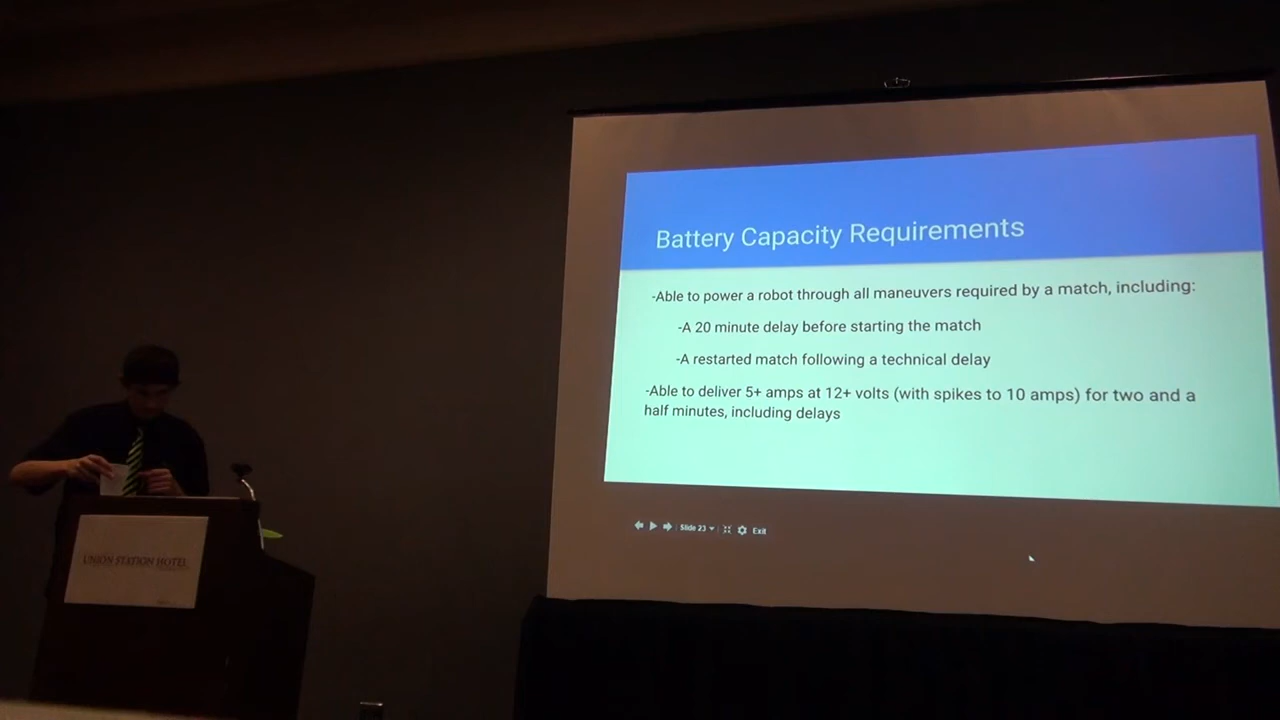 Battery Capacity Requirements
-Able to power a robot through all maneuvers required by a match, including:
-A 20 minute delay before starting the match
-A restarted match following a technical delay
-Able to deliver 5+ amps at 12+ volts (with spikes to 10 amps) for two and a
half minutes, including delays
Slide 23
Exit
UNION STATION HOTEL